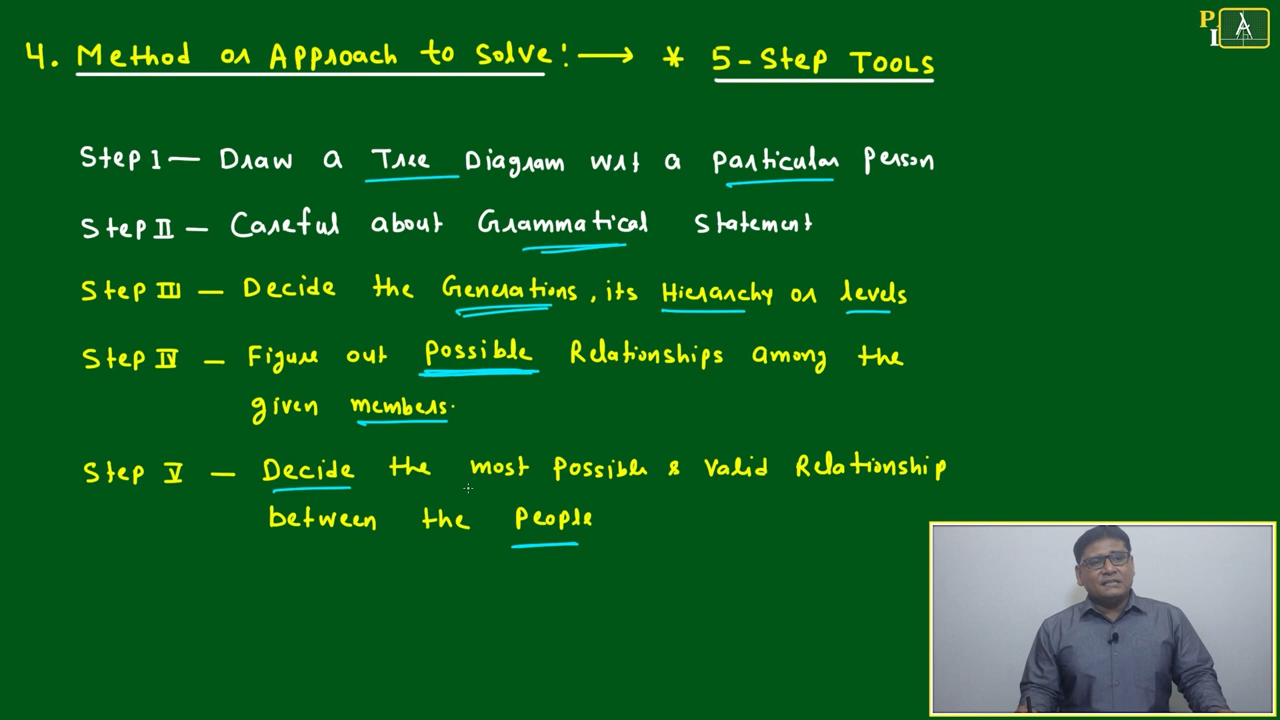 4. Method or Approach to Solve! → * 5-Step Tools
Step I — Draw a Tree Diagram wrt a particular person
Step II — Careful about Grammatical Statement
Step III — Decide the Generations, its Hierarchy or levels
Step IV — Figure out possible Relationships among the
given members.
Step V — Decide the most possible & valid Relationship
between the people